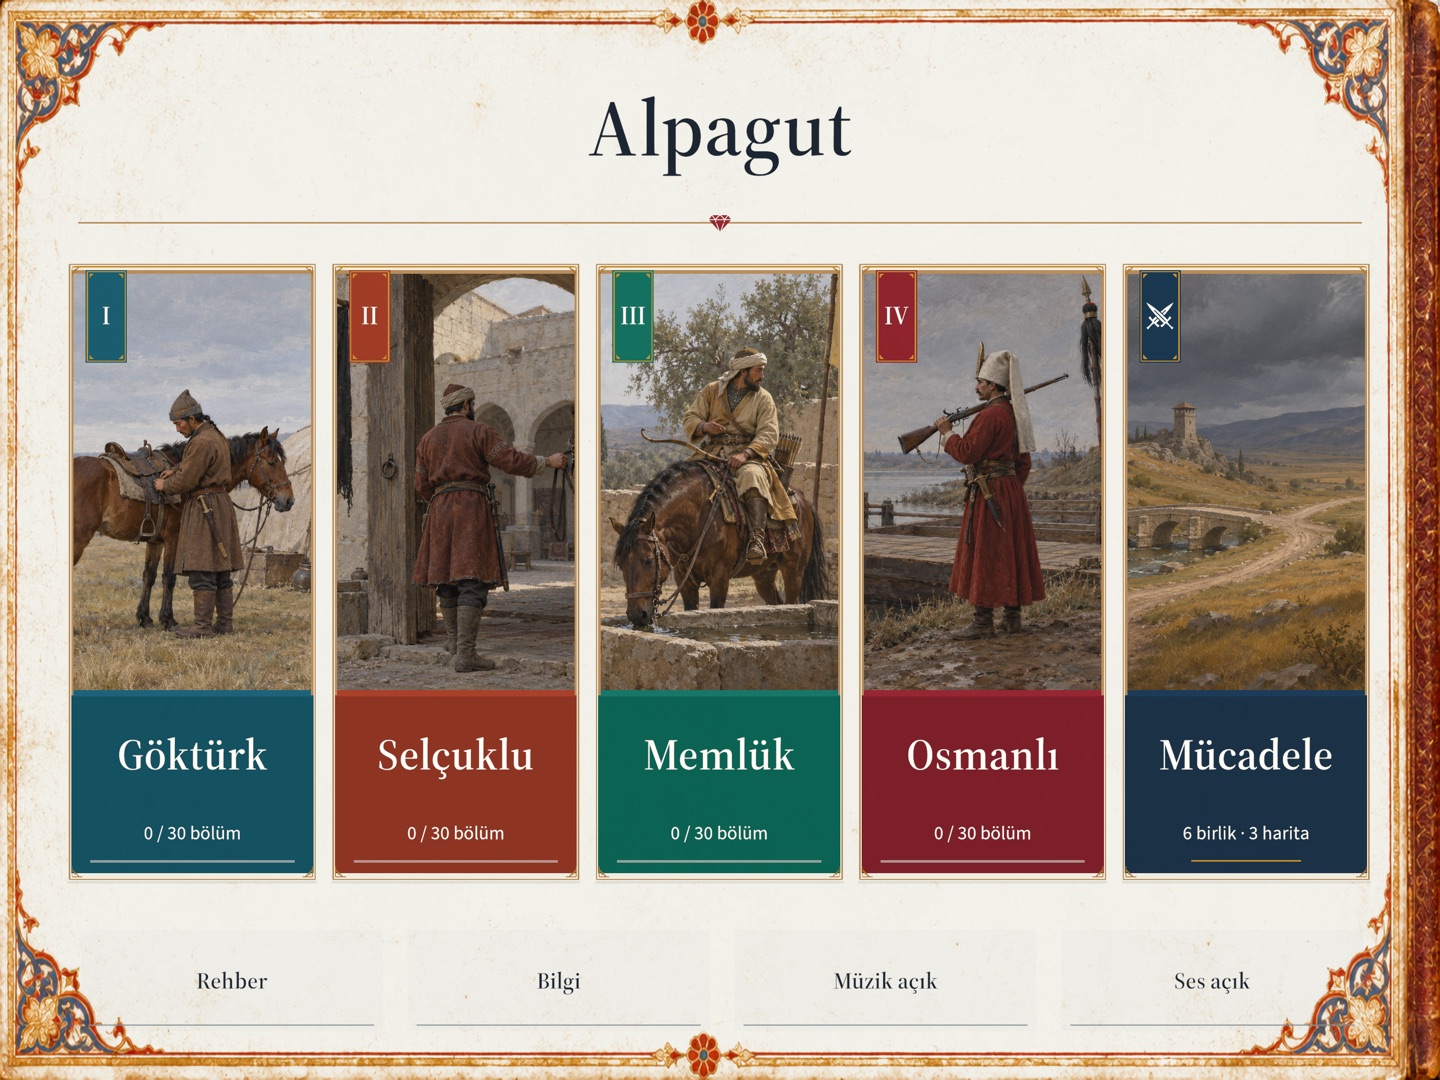 Alpagut
I
II
III
IV
Göktürk
Selçuklu
Memlük
Osmanlı
Mücadele
0 / 30 bölüm
0 / 30 bölüm
0 / 30 bölüm
0 / 30 bölüm
6 birlik · 3 harita
Rehber
Bilgi
Müzik açık
Ses açık